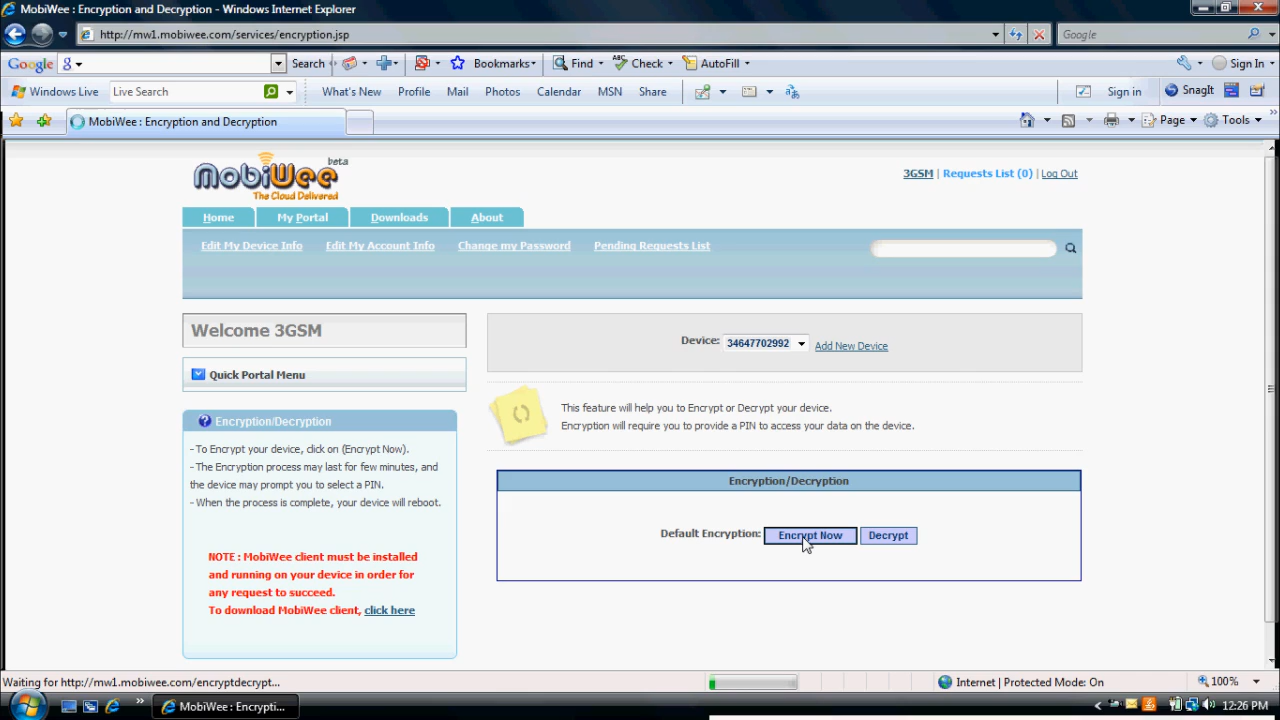 MobiWee : Encryption and Decryption - Windows Internet Explorer
http://mw1.mobiwee.com/services/encryption.jsp
Google
Google
Search
Bookmarks
Find
Check
AutoFill
Sign In
Windows Live
Live Search
What's New
Profile
Mail
Photos
Calendar
MSN
Share
Sign in
SnagIt
MobiWee : Encryption and Decryption
Page
Tools
MobiWee beta
The Cloud Delivered
3GSM | Requests List (0) | Log Out
Home
My Portal
Downloads
About
Edit My Device Info
Edit My Account Info
Change my Password
Pending Requests List
Welcome 3GSM
Device: 34647702992 Add New Device
Quick Portal Menu
This feature will help you to Encrypt or Decrypt your device.
Encryption will require you to provide a PIN to access your data on the device.
Encryption/Decryption
- To Encrypt your device, click on (Encrypt Now).
- The Encryption process may last for few minutes, and
the device may prompt you to select a PIN.
- When the process is complete, your device will reboot.
NOTE : MobiWee client must be installed
and running on your device in order for
any request to succeed.
To download MobiWee client, click here
Encryption/Decryption
Default Encryption: Encrypt Now Decrypt
Waiting for http://mw1.mobiwee.com/encryptdecrypt...
Internet | Protected Mode: On
100%
MobiWee : Encrypti...
12:26 PM